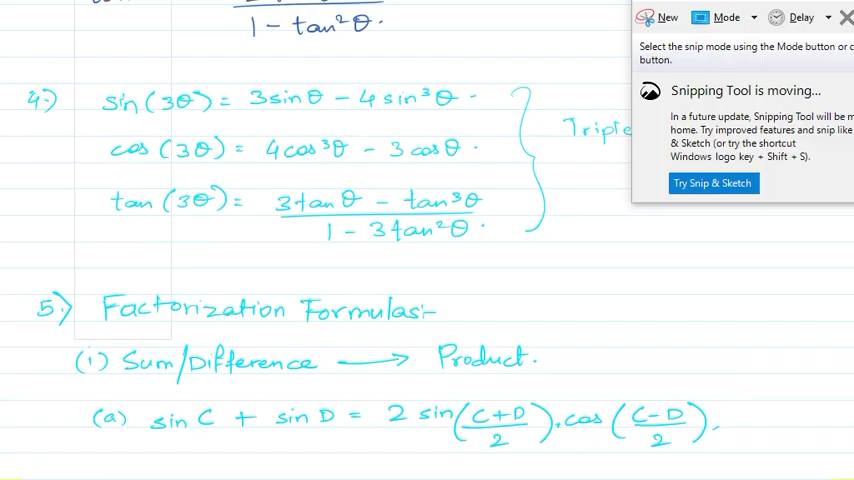 1 - tan²θ.
4.) sin(3θ) = 3sinθ - 4sin³θ.
cos(3θ) = 4cos³θ - 3cosθ.
Triple
tan(3θ) = 3tanθ - tan³θ
1 - 3tan²θ.
5.) Factorization Formulas:-
(i) Sum/Difference ⟶ Product.
(a) sin C + sin D = 2 sin((C+D)/2).cos((C-D)/2).
New Mode Delay
Select the snip mode using the Mode button or c
button.
Snipping Tool is moving...
In a future update, Snipping Tool will be m
home. Try improved features and snip like
& Sketch (or try the shortcut
Windows logo key + Shift + S).
Try Snip & Sketch